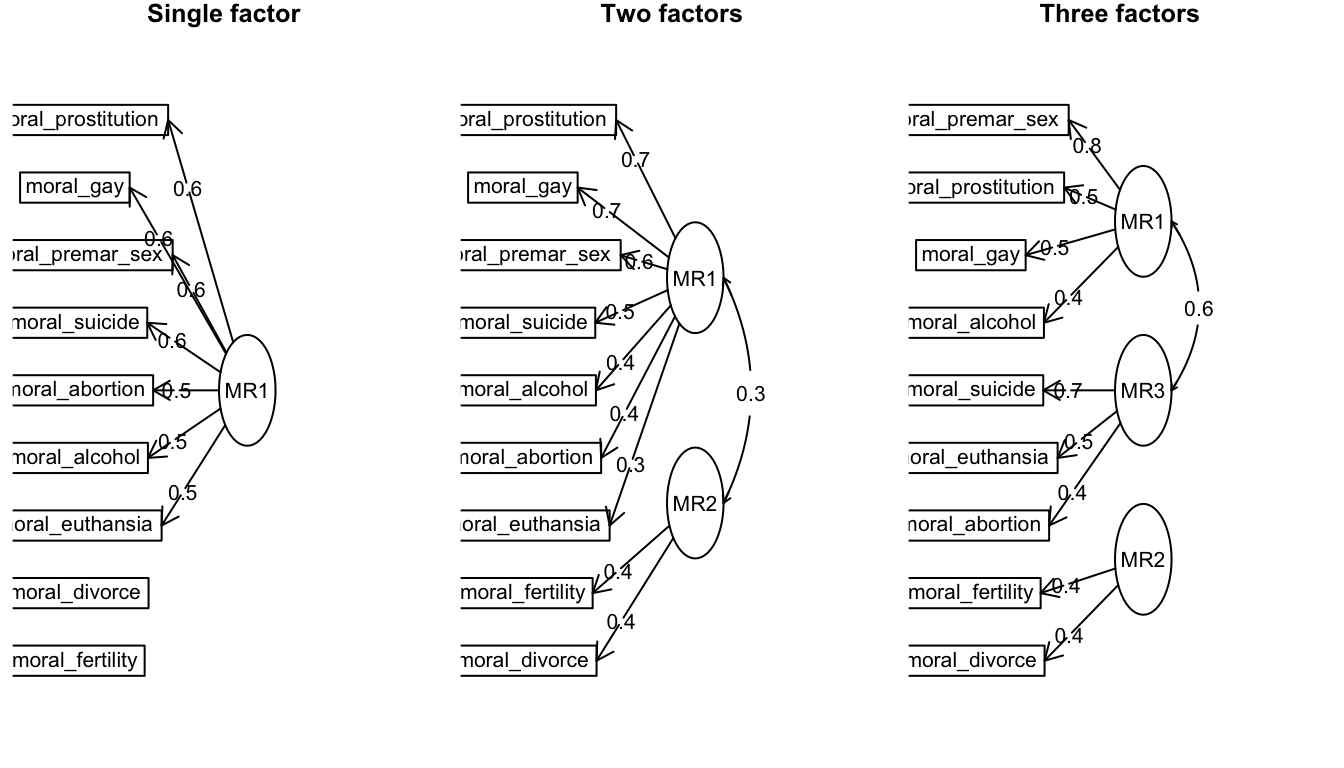 Single factor
Two factors
Three factors
oral_prostitution
moral_gay
oral_premar_sex
moral_suicide
moral_abortion
moral_alcohol
oral_euthansia
moral_divorce
moral_fertility
0.6
0.6
0.6
0.6
0.5
0.5
0.5
MR1
oral_prostitution
moral_gay
oral_premar_sex
moral_suicide
moral_alcohol
moral_abortion
oral_euthansia
moral_fertility
moral_divorce
0.7
0.7
0.6
0.5
0.4
0.4
0.3
0.4
0.4
MR1
MR2
0.3
oral_premar_sex
oral_prostitution
moral_gay
moral_alcohol
moral_suicide
oral_euthansia
moral_abortion
moral_fertility
moral_divorce
0.8
0.5
0.5
0.4
0.7
0.5
0.4
0.4
0.4
MR1
MR3
MR2
0.6